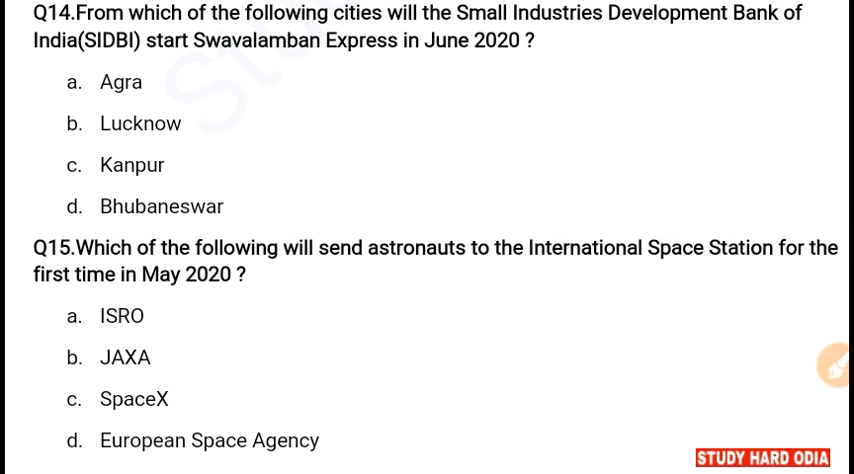 Q14.From which of the following cities will the Small Industries Development Bank of
India(SIDBI) start Swavalamban Express in June 2020 ?
a. Agra
b. Lucknow
c. Kanpur
d. Bhubaneswar
Q15.Which of the following will send astronauts to the International Space Station for the
first time in May 2020 ?
a. ISRO
b. JAXA
c. SpaceX
d. European Space Agency
STUDY HARD ODIA